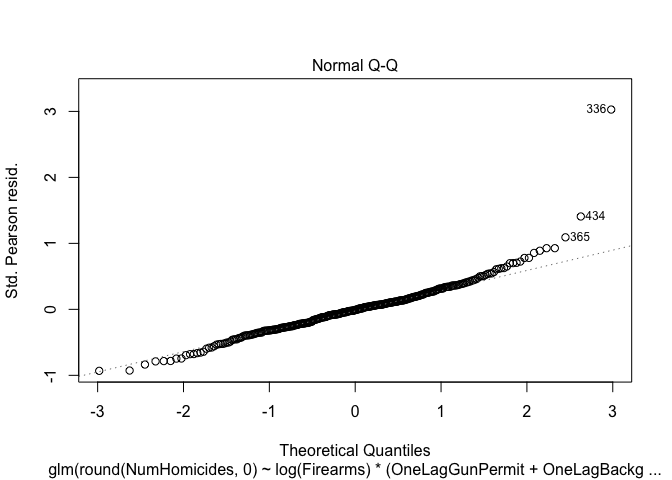 Normal Q-Q
3
2
1
0
-1
Std. Pearson resid.
336
434
365
-3 -2 -1 0 1 2 3
Theoretical Quantiles
glm(round(NumHomicides, 0) ~ log(Firearms) * (OneLagGunPermit + OneLagBackg ...